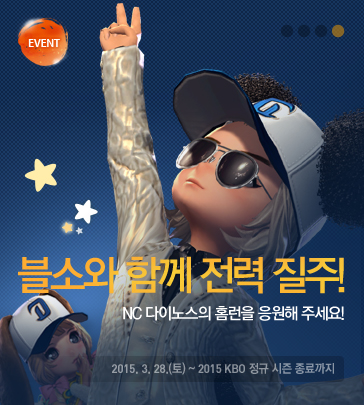 EVENT
블소와 함께 전력 질주!
NC 다이노스의 홈런을 응원해 주세요!
2015. 3. 28.(토) ~ 2015 KBO 정규 시즌 종료까지